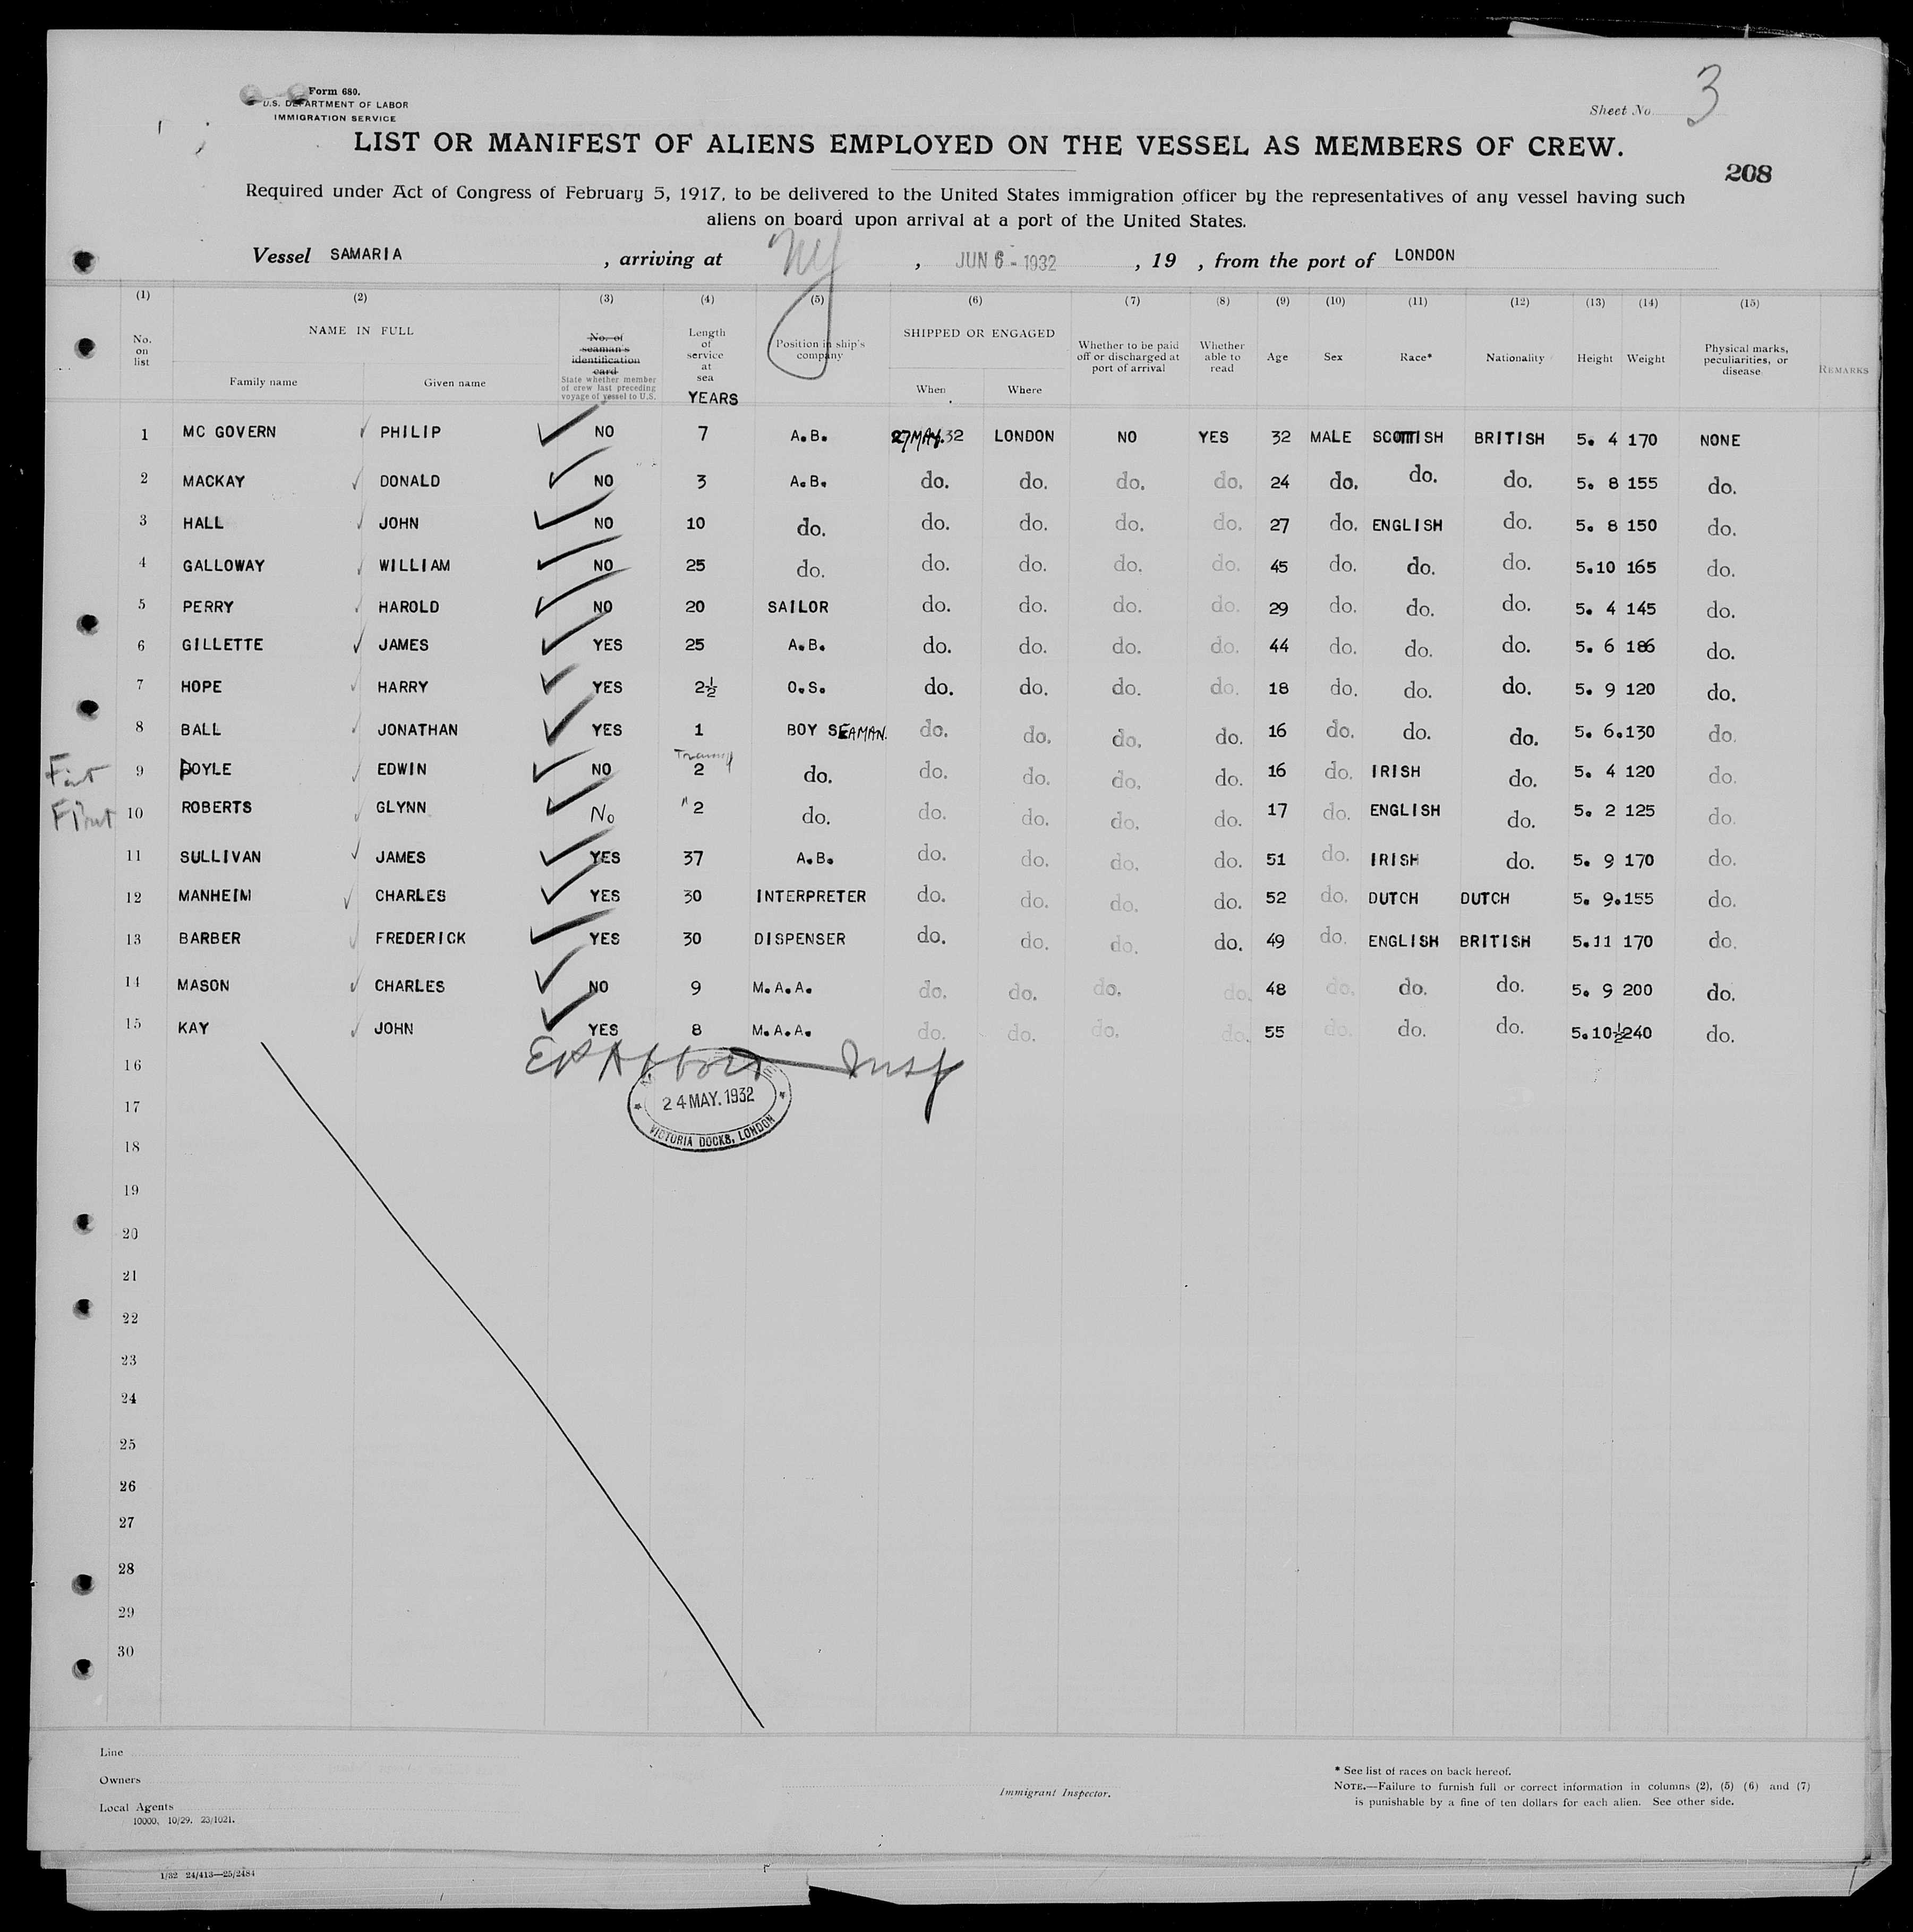 Form 680.
U.S. DEPARTMENT OF LABOR
IMMIGRATION SERVICE
Sheet No. 3
LIST OR MANIFEST OF ALIENS EMPLOYED ON THE VESSEL AS MEMBERS OF CREW.
208
Required under Act of Congress of February 5, 1917, to be delivered to the United States immigration officer by the representatives of any vessel having such
aliens on board upon arrival at a port of the United States.
Vessel SAMARIA , arriving at NY , JUN 6 - 1932 , 19 , from the port of LONDON
(1) (2) (3) (4) (5) (6) (7) (8) (9) (10) (11) (12) (13) (14) (15)
No. on list
NAME IN FULL
Family name Given name
No. of seaman's identification card
State whether member of crew last preceding voyage of vessel to U.S.
Length of service at sea
YEARS
Position in ship's company
SHIPPED OR ENGAGED
When Where
Whether to be paid off or discharged at port of arrival
Whether able to read
Age Sex Race* Nationality Height Weight
Physical marks, peculiarities, or disease
REMARKS
1 MC GOVERN PHILIP NO 7 A.B. 27 MAY.32 LONDON NO YES 32 MALE SCOTTISH BRITISH 5. 4 170 NONE
2 MACKAY DONALD NO 3 A.B. do. do. do. do. 24 do. do. do. 5. 8 155 do.
3 HALL JOHN NO 10 do. do. do. do. do. 27 do. ENGLISH do. 5. 8 150 do.
4 GALLOWAY WILLIAM NO 25 do. do. do. do. do. 45 do. do. do. 5.10 165 do.
5 PERRY HAROLD NO 20 SAILOR do. do. do. do. 29 do. do. do. 5. 4 145 do.
6 GILLETTE JAMES YES 25 A.B. do. do. do. do. 44 do. do. do. 5. 6 186 do.
7 HOPE HARRY YES 2½ O.S. do. do. do. do. 18 do. do. do. 5. 9 120 do.
8 BALL JONATHAN YES 1 BOY SEAMAN. do. do. do. do. 16 do. do. do. 5. 6.130 do.
Training
First 9 DOYLE EDWIN NO 2 do. do. do. do. do. 16 do. IRISH do. 5. 4 120 do.
First 10 ROBERTS GLYNN No " 2 do. do. do. do. do. 17 do. ENGLISH do. 5. 2 125 do.
11 SULLIVAN JAMES YES 37 A.B. do. do. do. do. 51 do. IRISH do. 5. 9 170 do.
12 MANHEIM CHARLES YES 30 INTERPRETER do. do. do. do. 52 do. DUTCH DUTCH 5. 9.155 do.
13 BARBER FREDERICK YES 30 DISPENSER do. do. do. do. 49 do. ENGLISH BRITISH 5.11 170 do.
14 MASON CHARLES NO 9 M.A.A. do. do. do. do. 48 do. do. do. 5. 9 200 do.
15 KAY JOHN YES 8 M.A.A. do. do. do. do. 55 do. do. do. 5.10½240 do.
Insp
16
24 MAY.1932
17
VICTORIA DOCKS, LONDON
18
19
20
21
22
23
24
25
26
27
28
29
30
Line
Owners
Local Agents
10000, 10/29. 23/1021.
Immigrant Inspector.
* See list of races on back hereof.
NOTE.—Failure to furnish full or correct information in columns (2), (5) (6) and (7)
is punishable by a fine of ten dollars for each alien. See other side.
1/32 24/413—25/2484